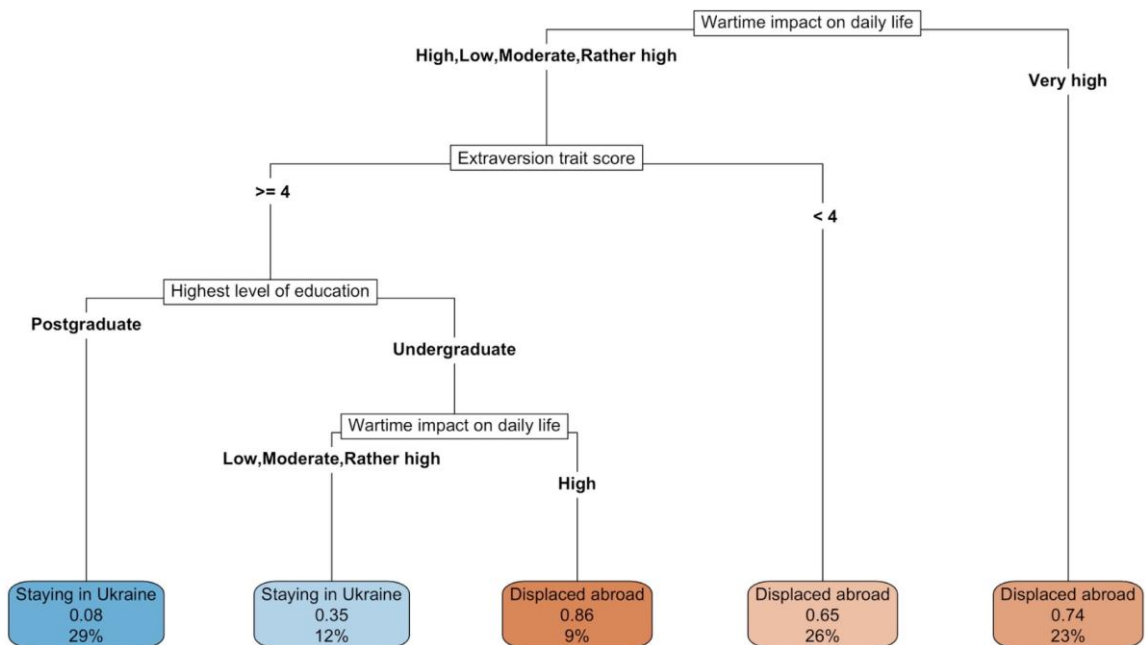 Wartime impact on daily life
High,Low,Moderate,Rather high
Very high
Extraversion trait score
>= 4
< 4
Highest level of education
Postgraduate
Undergraduate
Wartime impact on daily life
Low,Moderate,Rather high
High
Staying in Ukraine
0.08
29%
Staying in Ukraine
0.35
12%
Displaced abroad
0.86
9%
Displaced abroad
0.65
26%
Displaced abroad
0.74
23%